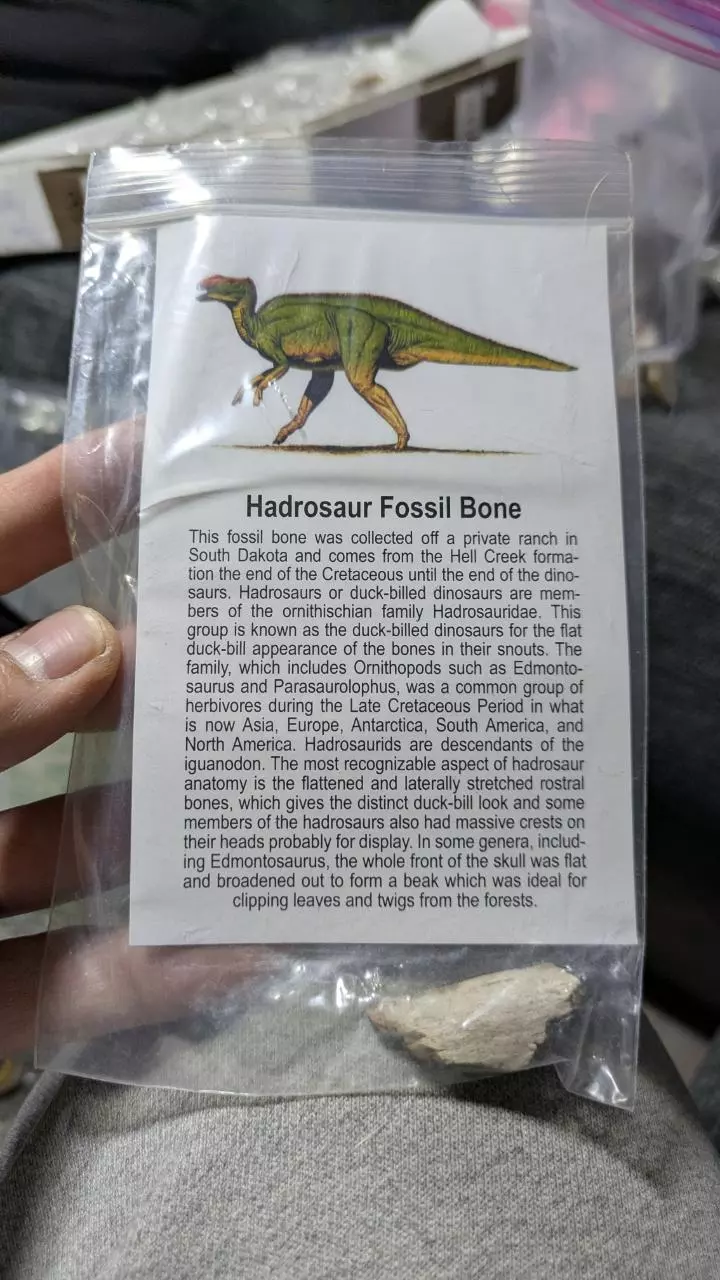 Hadrosaur Fossil Bone
This fossil bone was collected off a private ranch in
South Dakota and comes from the Hell Creek forma-
tion the end of the Cretaceous until the end of the dino-
saurs. Hadrosaurs or duck-billed dinosaurs are mem-
bers of the ornithischian family Hadrosauridae. This
group is known as the duck-billed dinosaurs for the flat
duck-bill appearance of the bones in their snouts. The
family, which includes Ornithopods such as Edmonto-
saurus and Parasaurolophus, was a common group of
herbivores during the Late Cretaceous Period in what
is now Asia, Europe, Antarctica, South America, and
North America. Hadrosaurids are descendants of the
iguanodon. The most recognizable aspect of hadrosaur
anatomy is the flattened and laterally stretched rostral
bones, which gives the distinct duck-bill look and some
members of the hadrosaurs also had massive crests on
their heads probably for display. In some genera, includ-
ing Edmontosaurus, the whole front of the skull was flat
and broadened out to form a beak which was ideal for
clipping leaves and twigs from the forests.